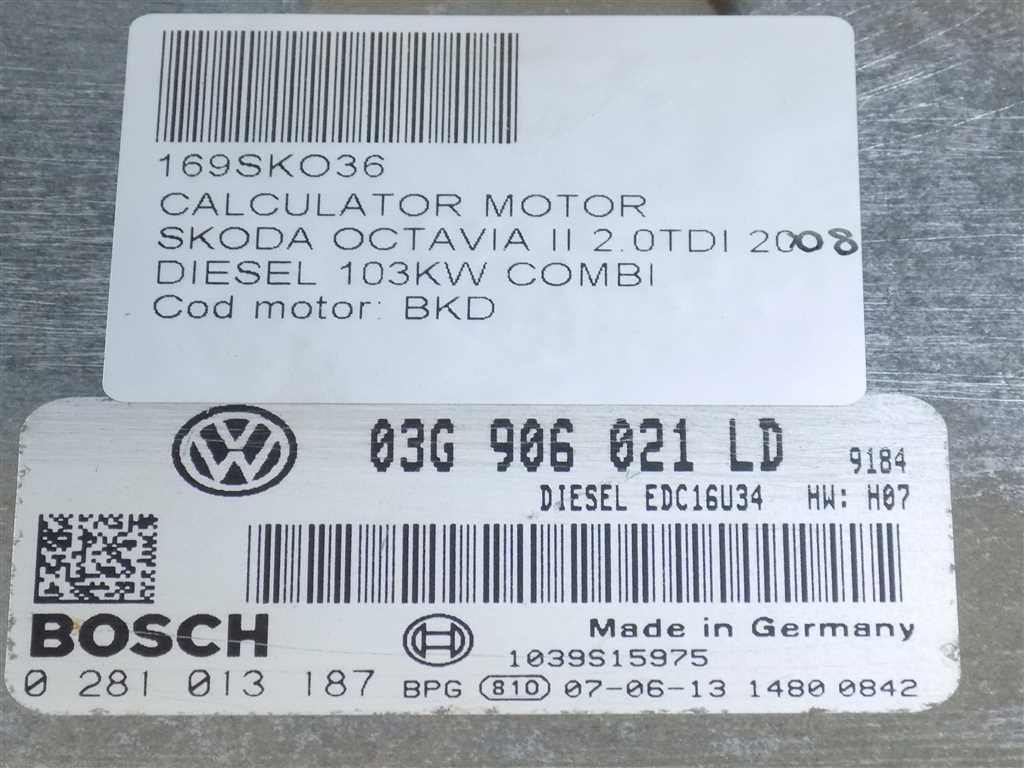 169SKO36
CALCULATOR MOTOR
SKODA OCTAVIA II 2.0TDI 2008
DIESEL 103KW COMBI
Cod motor: BKD
03G 906 021 LD 9184
DIESEL EDC16U34 HW: H07
BOSCH
Made in Germany
1039S15975
0 281 013 187 BPG 810 07-06-13 1480 0842